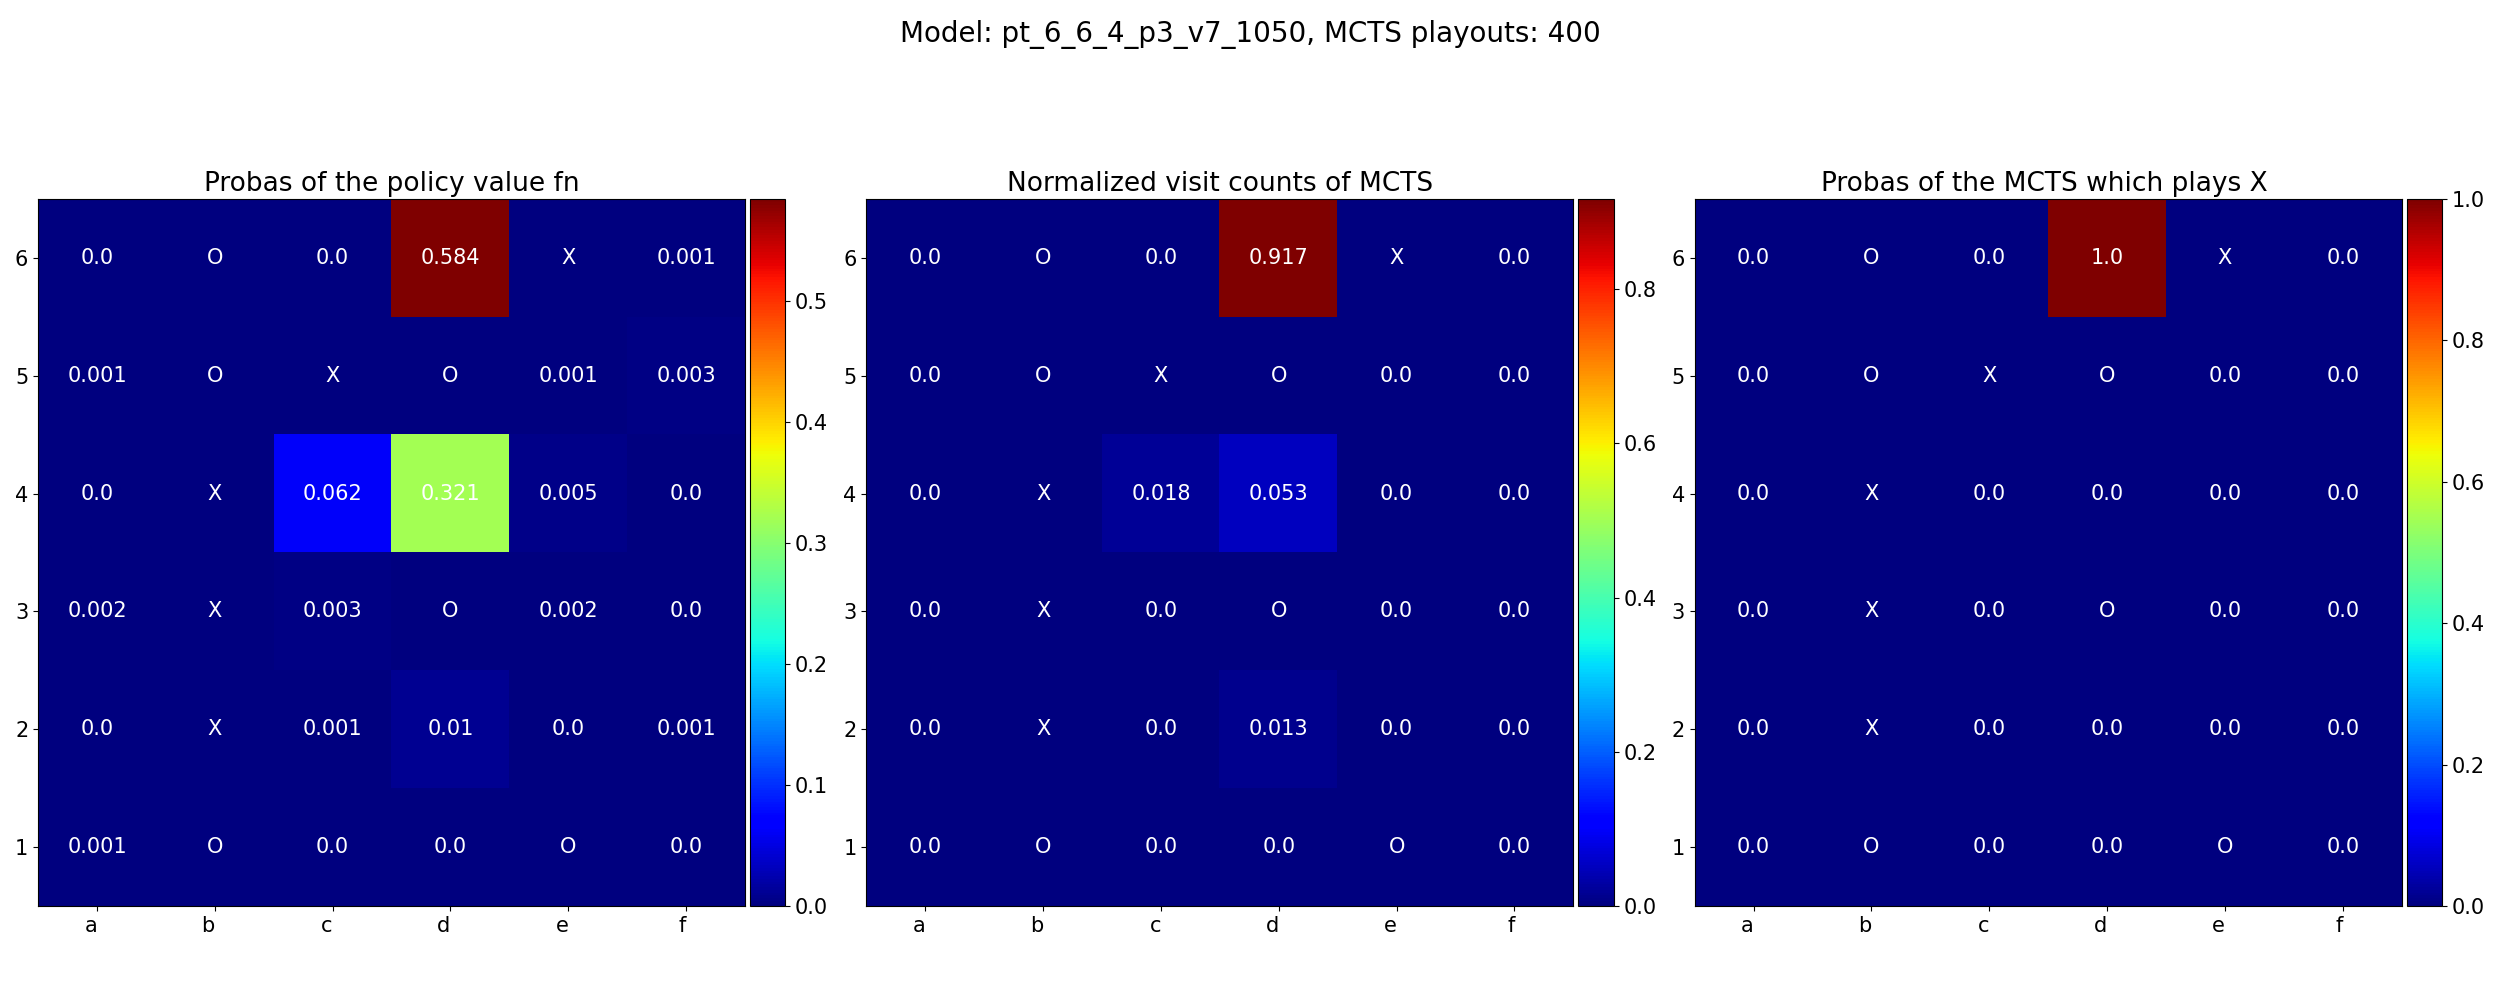 Model: pt_6_6_4_p3_v7_1050, MCTS playouts: 400
Probas of the policy value fn
6 0.0 O 0.0 0.584 X 0.001
5 0.001 O X O 0.001 0.003
4 0.0 X 0.062 0.321 0.005 0.0
3 0.002 X 0.003 O 0.002 0.0
2 0.0 X 0.001 0.01 0.0 0.001
1 0.001 O 0.0 0.0 O 0.0
a b c d e f
0.5
0.4
0.3
0.2
0.1
0.0
Normalized visit counts of MCTS
6 0.0 O 0.0 0.917 X 0.0
5 0.0 O X O 0.0 0.0
4 0.0 X 0.018 0.053 0.0 0.0
3 0.0 X 0.0 O 0.0 0.0
2 0.0 X 0.0 0.013 0.0 0.0
1 0.0 O 0.0 0.0 O 0.0
a b c d e f
0.8
0.6
0.4
0.2
0.0
Probas of the MCTS which plays X
6 0.0 O 0.0 1.0 X 0.0
5 0.0 O X O 0.0 0.0
4 0.0 X 0.0 0.0 0.0 0.0
3 0.0 X 0.0 O 0.0 0.0
2 0.0 X 0.0 0.0 0.0 0.0
1 0.0 O 0.0 0.0 O 0.0
a b c d e f
1.0
0.8
0.6
0.4
0.2
0.0